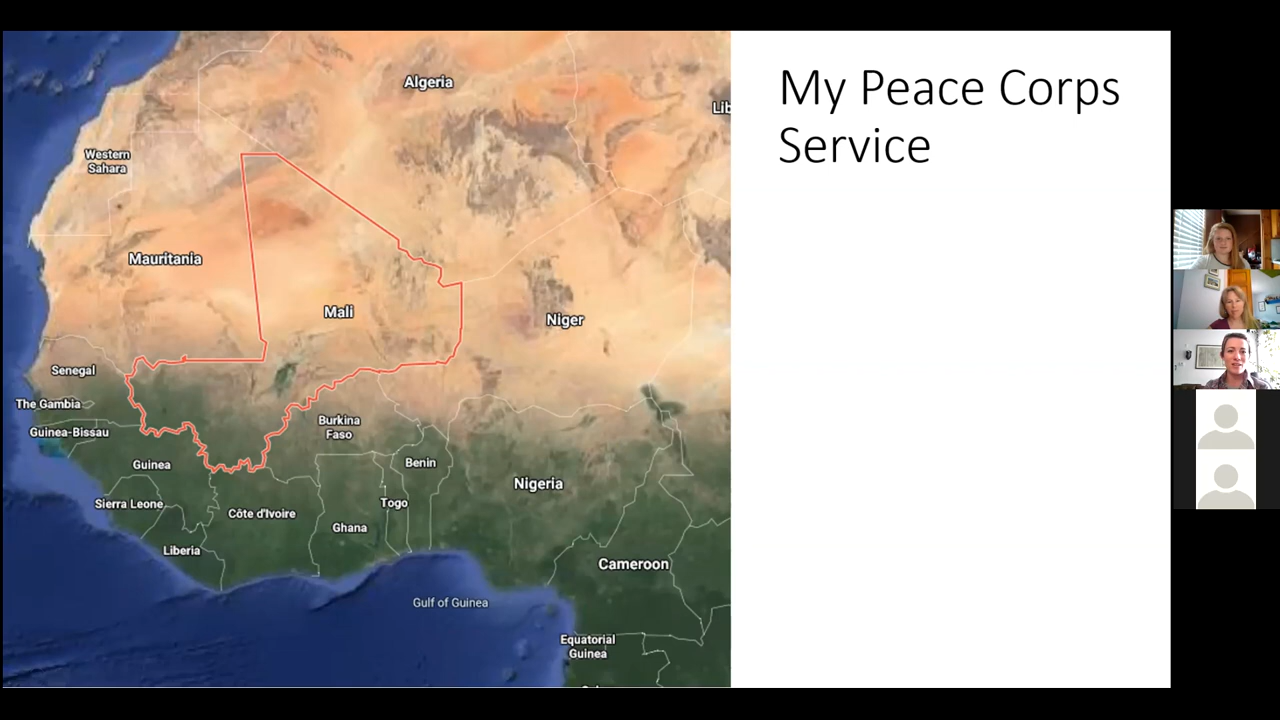 Algeria
Lib
Western
Sahara
Mauritania
Mali
Niger
Senegal
The Gambia
Burkina
Faso
Guinea-Bissau
Guinea
Benin
Nigeria
Sierra Leone
Togo
Côte d'Ivoire
Ghana
Liberia
Cameroon
Gulf of Guinea
Equatorial
Guinea
My Peace Corps
Service